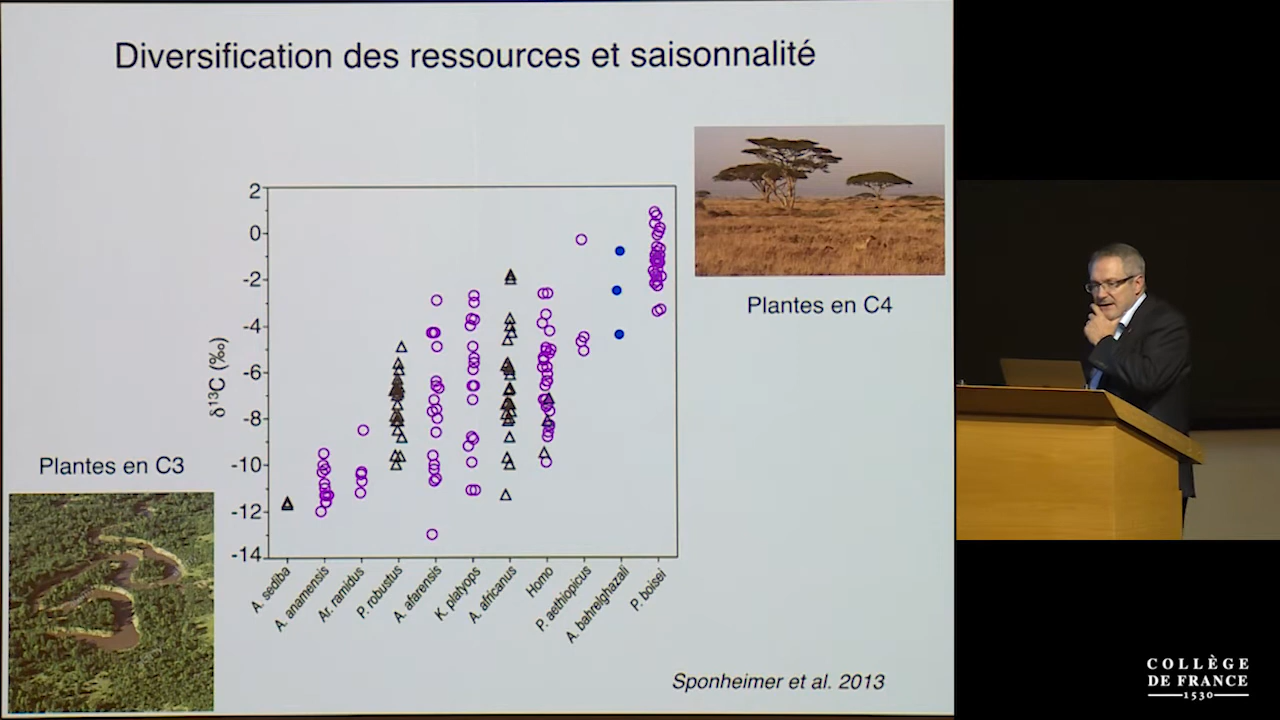 Diversification des ressources et saisonnalité
Plantes en C4
Plantes en C3
δ¹³C (‰)
2
0
-2
-4
-6
-8
-10
-12
-14
A. sediba
A. anamensis
Ar. ramidus
P. robustus
A. afarensis
K. platyops
A. africanus
Homo
P. aethiopicus
A. bahrelghazali
P. boisei
Sponheimer et al. 2013
COLLÈGE
DE FRANCE
1530